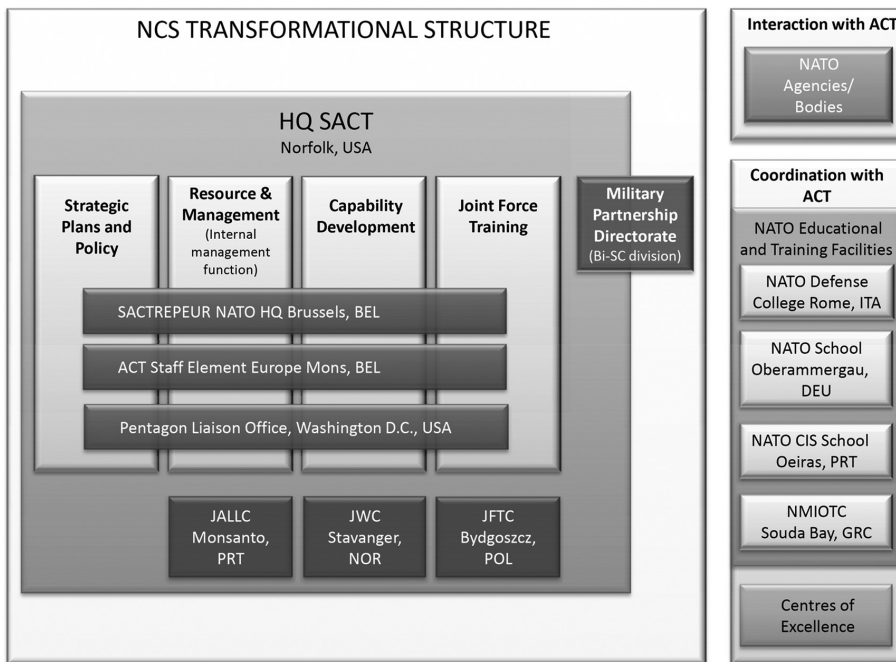 NCS TRANSFORMATIONAL STRUCTURE
HQ SACT
Norfolk, USA
Strategic
Plans and
Policy
Resource &
Management
(Internal
management
function)
Capability
Development
Joint Force
Training
Military
Partnership
Directorate
(Bi-SC division)
SACTREPEUR NATO HQ Brussels, BEL
ACT Staff Element Europe Mons, BEL
Pentagon Liaison Office, Washington D.C., USA
JALLC
Monsanto,
PRT
JWC
Stavanger,
NOR
JFTC
Bydgoszcz,
POL
Interaction with ACT
NATO
Agencies/
Bodies
Coordination with
ACT
NATO Educational
and Training Facilities
NATO Defense
College Rome, ITA
NATO School
Oberammergau,
DEU
NATO CIS School
Oeiras, PRT
NMIOTC
Souda Bay, GRC
Centres of
Excellence